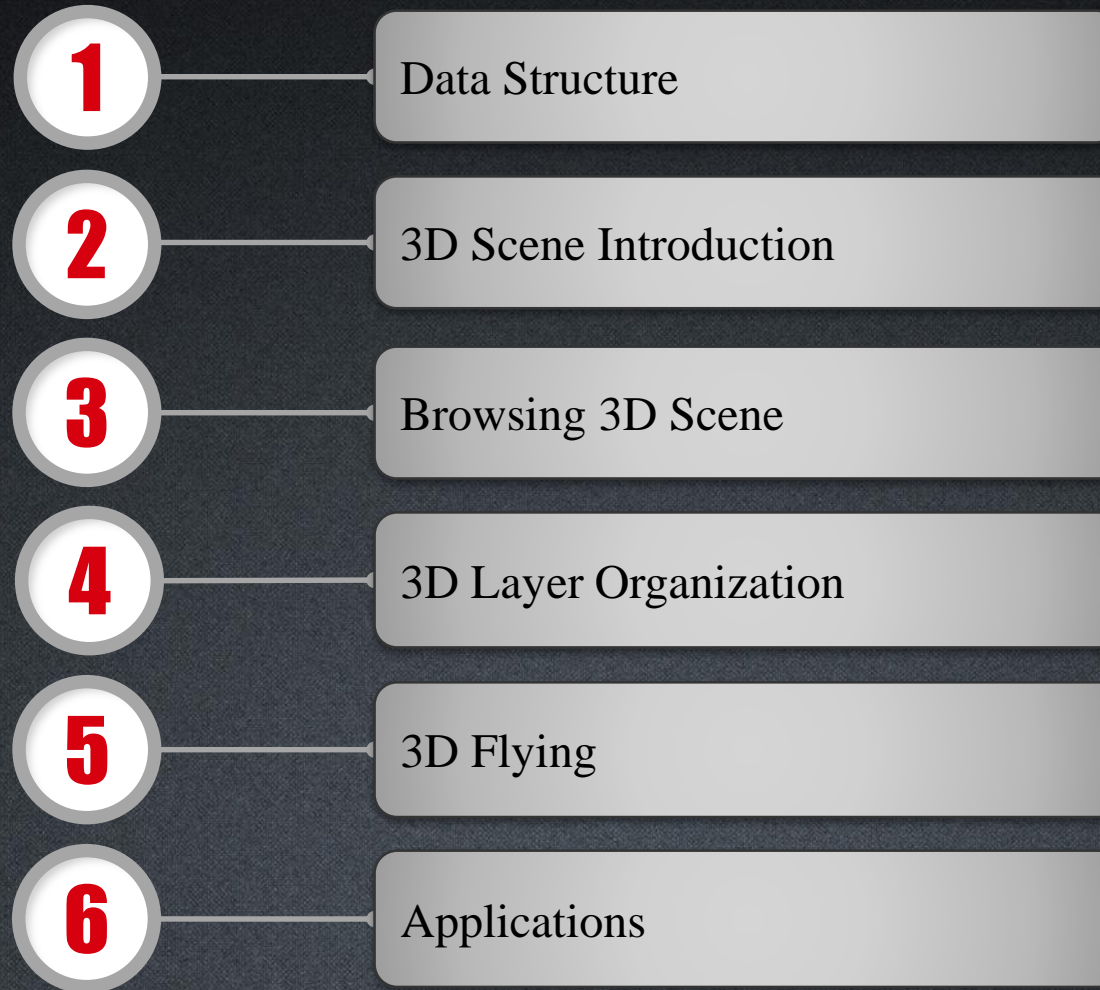 1 Data Structure
2 3D Scene Introduction
3 Browsing 3D Scene
4 3D Layer Organization
5 3D Flying
6 Applications